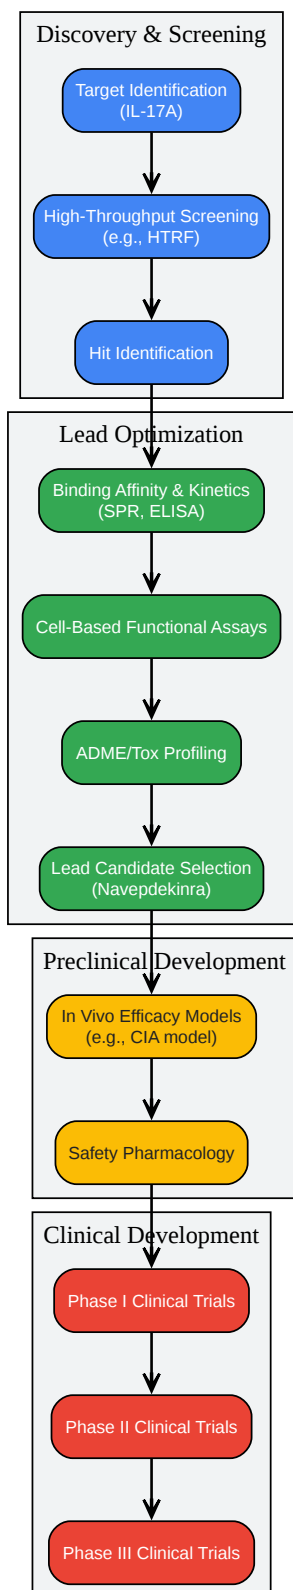 Discovery & Screening
Target Identification
(IL-17A)
High-Throughput Screening
(e.g., HTRF)
Hit Identification
Lead Optimization
Binding Affinity & Kinetics
(SPR, ELISA)
Cell-Based Functional Assays
ADME/Tox Profiling
Lead Candidate Selection
(Navepdekinra)
Preclinical Development
In Vivo Efficacy Models
(e.g., CIA model)
Safety Pharmacology
Clinical Development
Phase I Clinical Trials
Phase II Clinical Trials
Phase III Clinical Trials